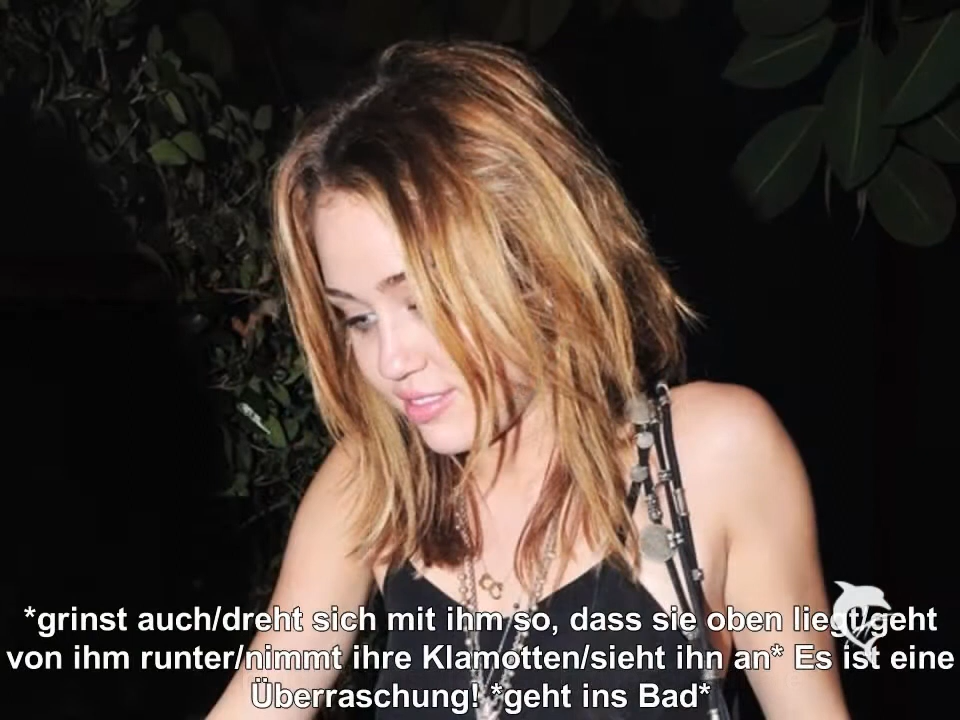 *grinst auch/dreht sich mit ihm so, dass sie oben liegt/geht
von ihm runter/nimmt ihre Klamotten/sieht ihn an* Es ist eine
Überraschung! *geht ins Bad*